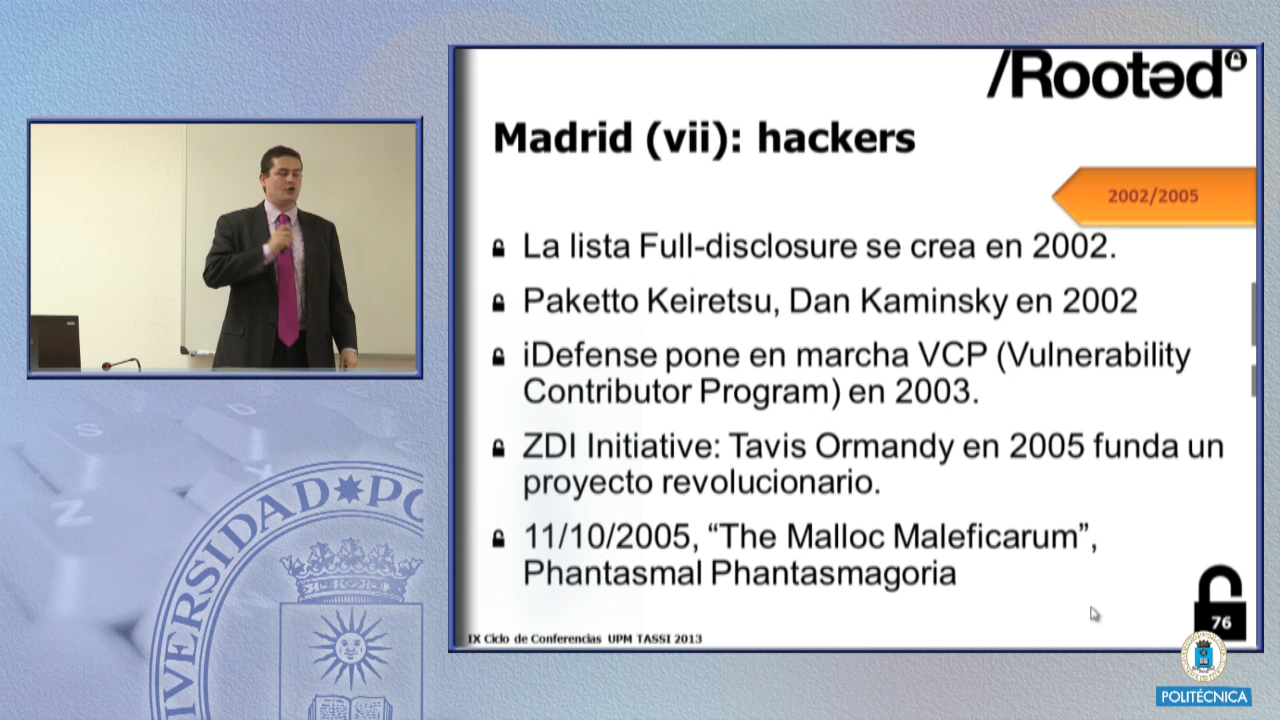 /Rootəd
Madrid (vii): hackers
2002/2005
La lista Full-disclosure se crea en 2002.
Paketto Keiretsu, Dan Kaminsky en 2002
iDefense pone en marcha VCP (Vulnerability
Contributor Program) en 2003.
ZDI Initiative: Tavis Ormandy en 2005 funda un
proyecto revolucionario.
11/10/2005, “The Malloc Maleficarum”,
Phantasmal Phantasmagoria
IX Ciclo de Conferencias UPM TASSI 2013
76
POLITÉCNICA
VERSIDAD PO
S
D
N